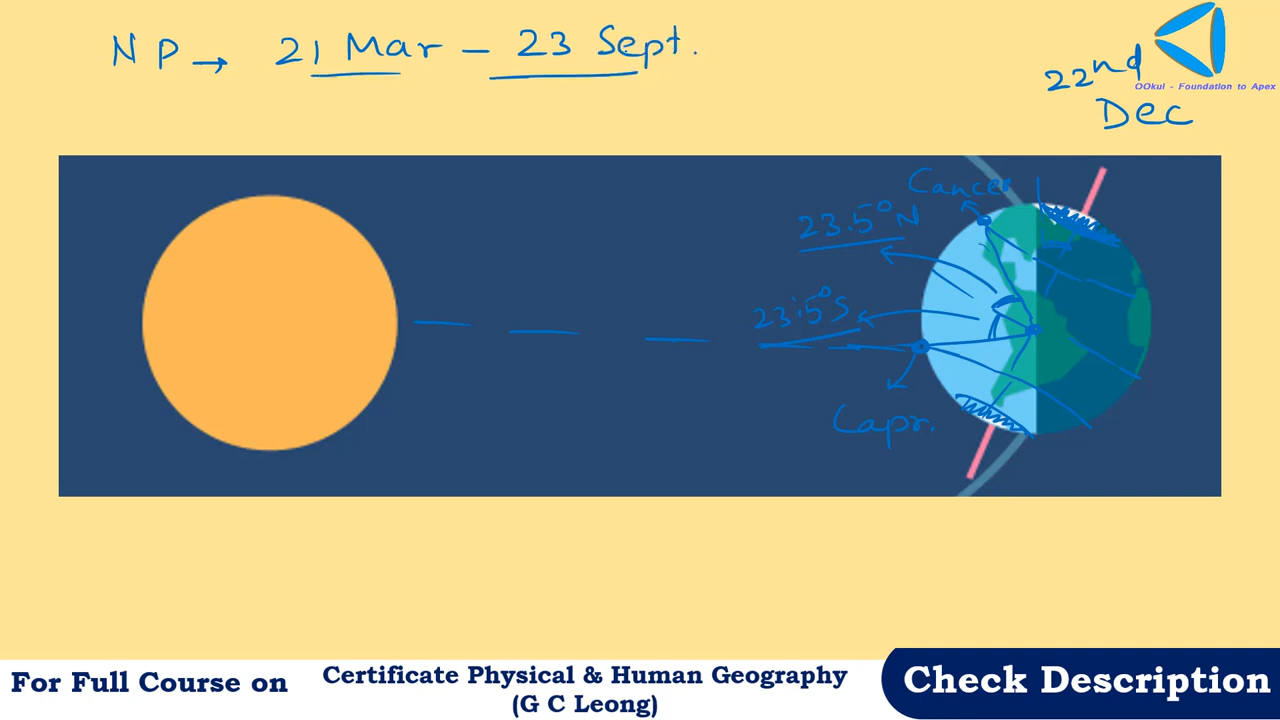 NP → 21 Mar – 23 Sept.
22nd
Dec
OOkul - Foundation to Apex
Cancer
23.5°N
23.5°S
Capr.
For Full Course on
Certificate Physical & Human Geography
(G C Leong)
Check Description